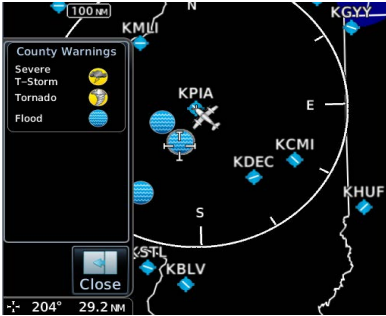 100 NM
N
KGYY
KMLI
County Warnings
Severe
T-Storm
Tornado
Flood
KPIA
E
KCMI
KDEC
KHUF
S
KSTL
KBLV
Close
204° 29.2 NM